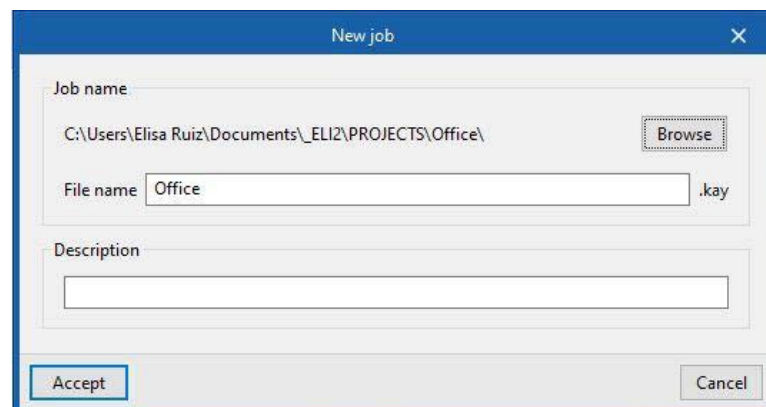 New job
Job name
C:\Users\Elisa Ruiz\Documents\_ELI2\PROJECTS\Office\ Browse
File name Office .kay
Description
Accept Cancel